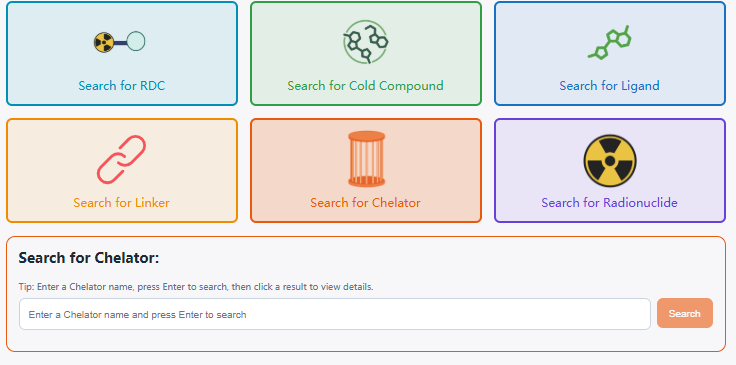 Search for RDC
Search for Cold Compound
Search for Ligand
Search for Linker
Search for Chelator
Search for Radionuclide
Search for Chelator:
Tip: Enter a Chelator name, press Enter to search, then click a result to view details.
Enter a Chelator name and press Enter to search
Search